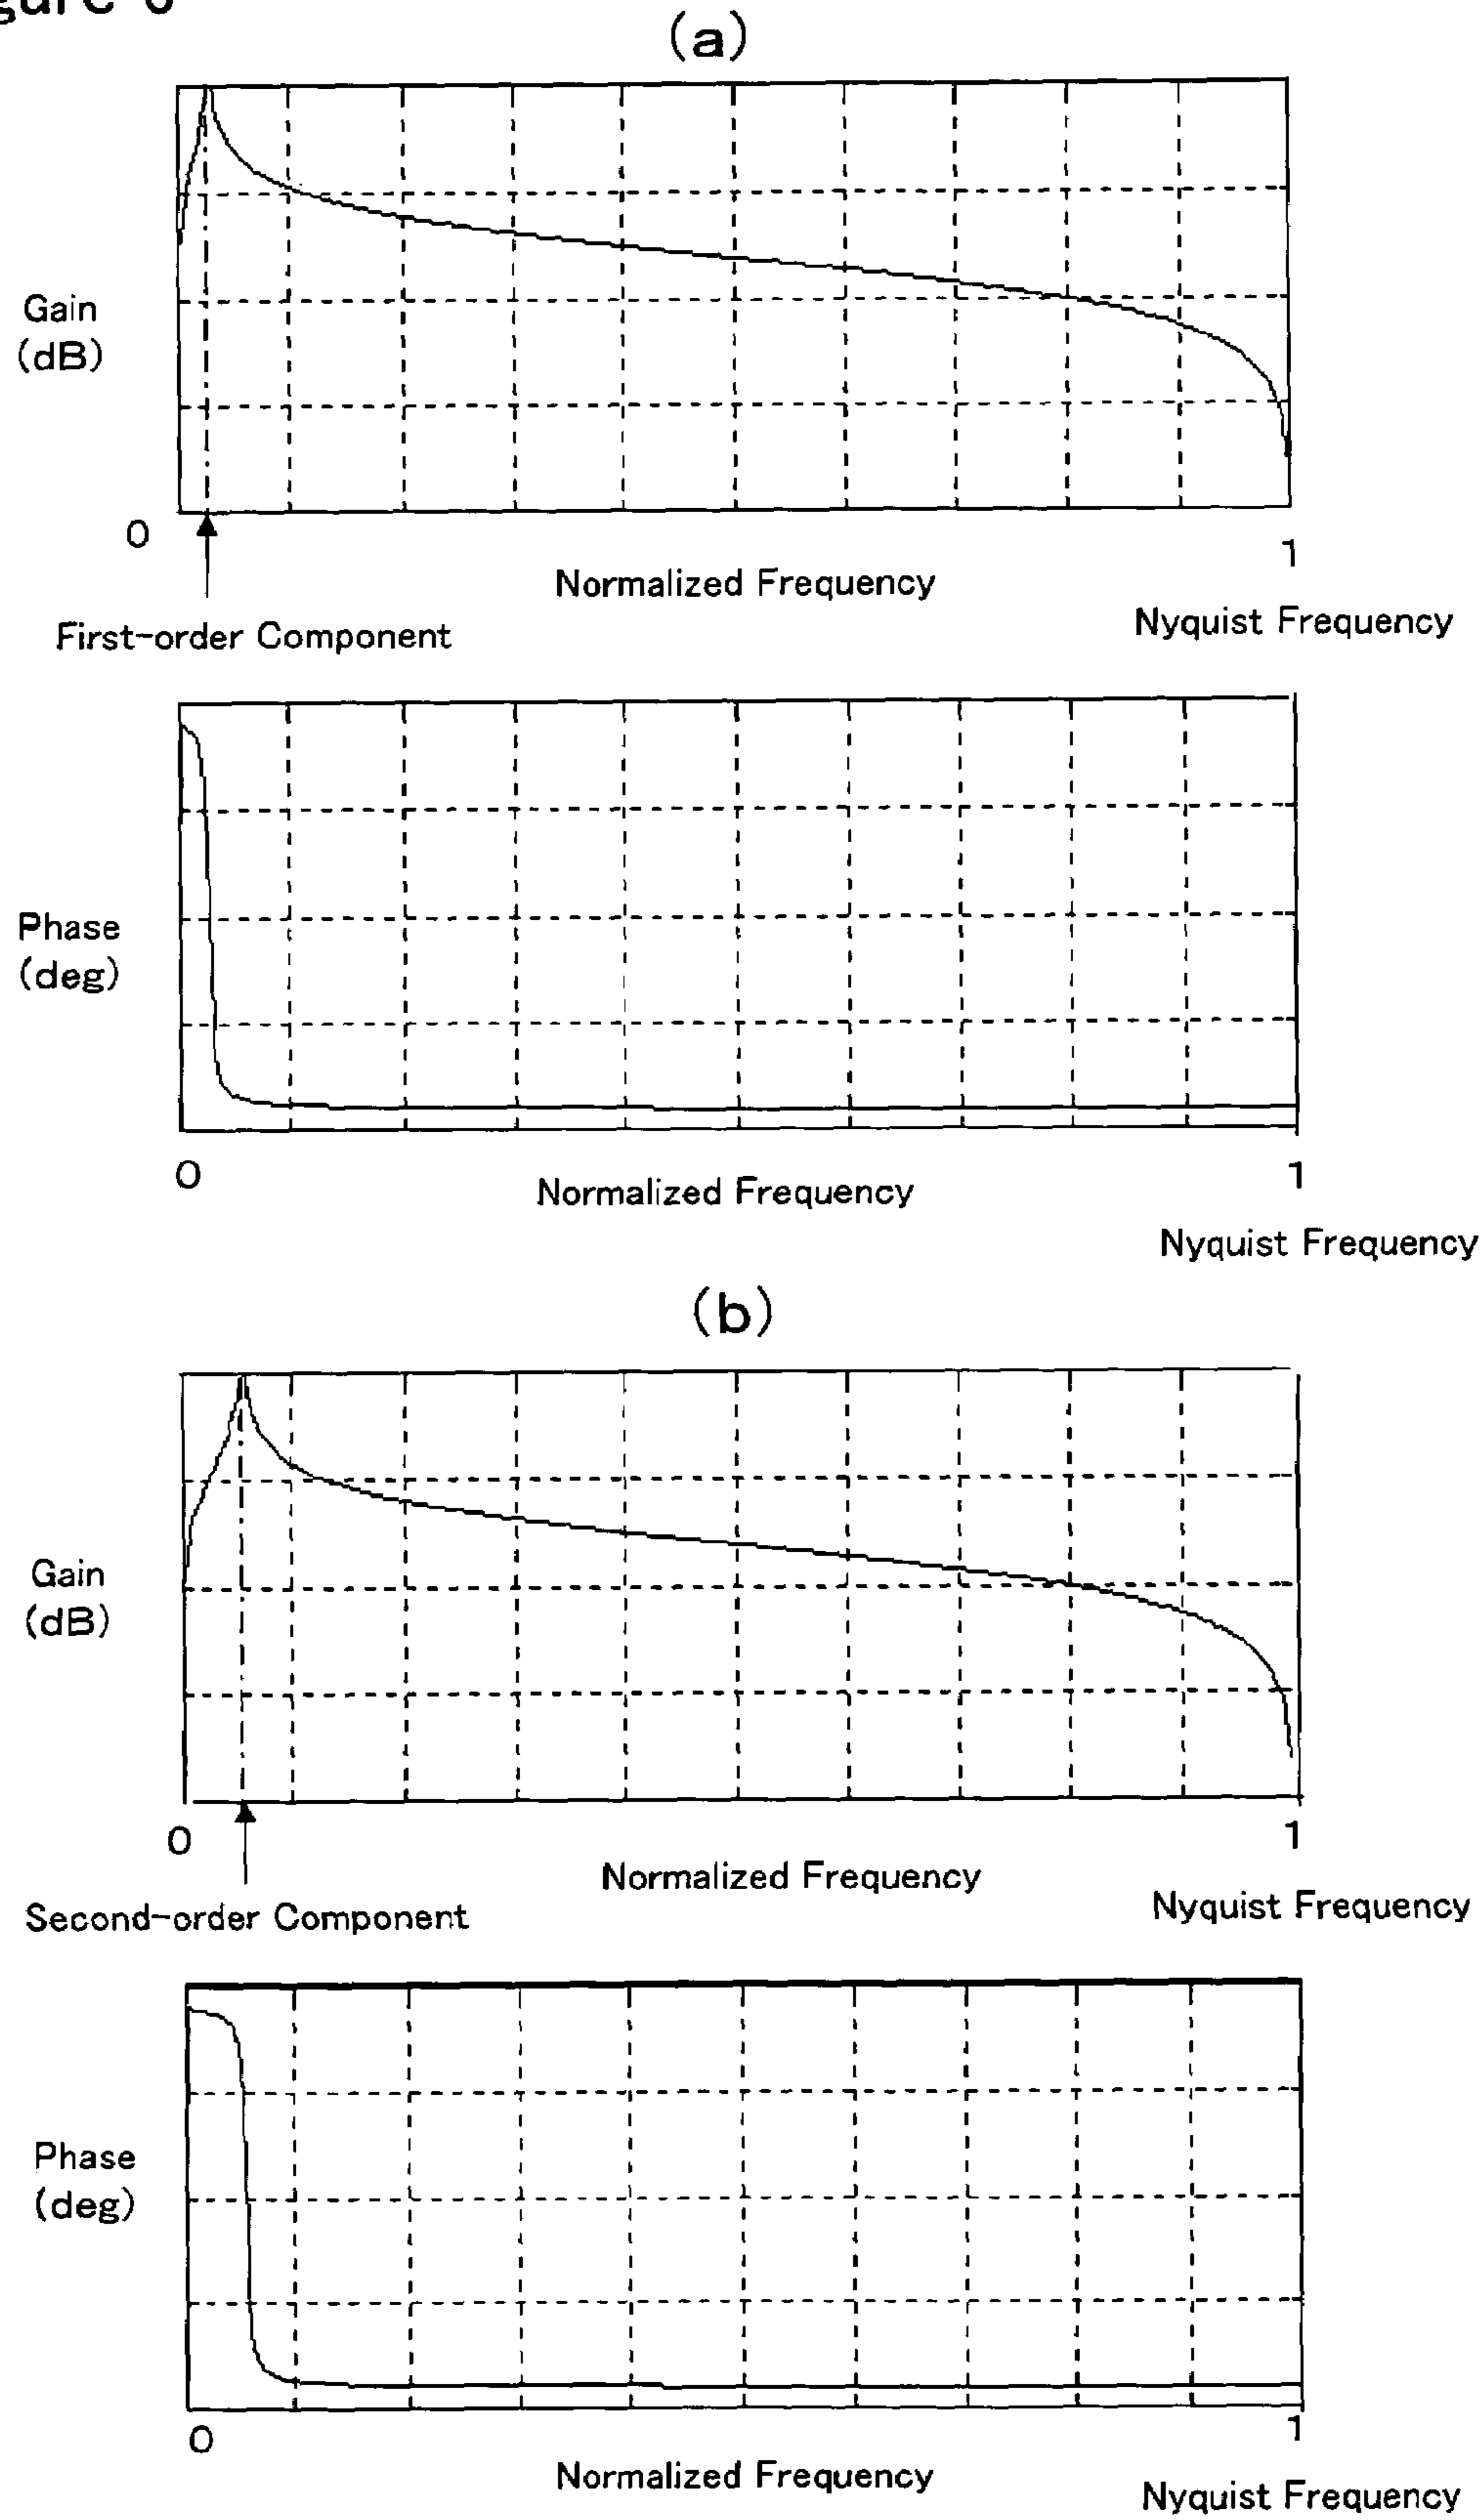 (a)
Gain
(dB)
0
1
Normalized Frequency
Nyquist Frequency
First-order Component
Phase
(deg)
0
1
Normalized Frequency
Nyquist Frequency
(b)
Gain
(dB)
0
1
Normalized Frequency
Nyquist Frequency
Second-order Component
Phase
(deg)
0
1
Normalized Frequency
Nyquist Frequency